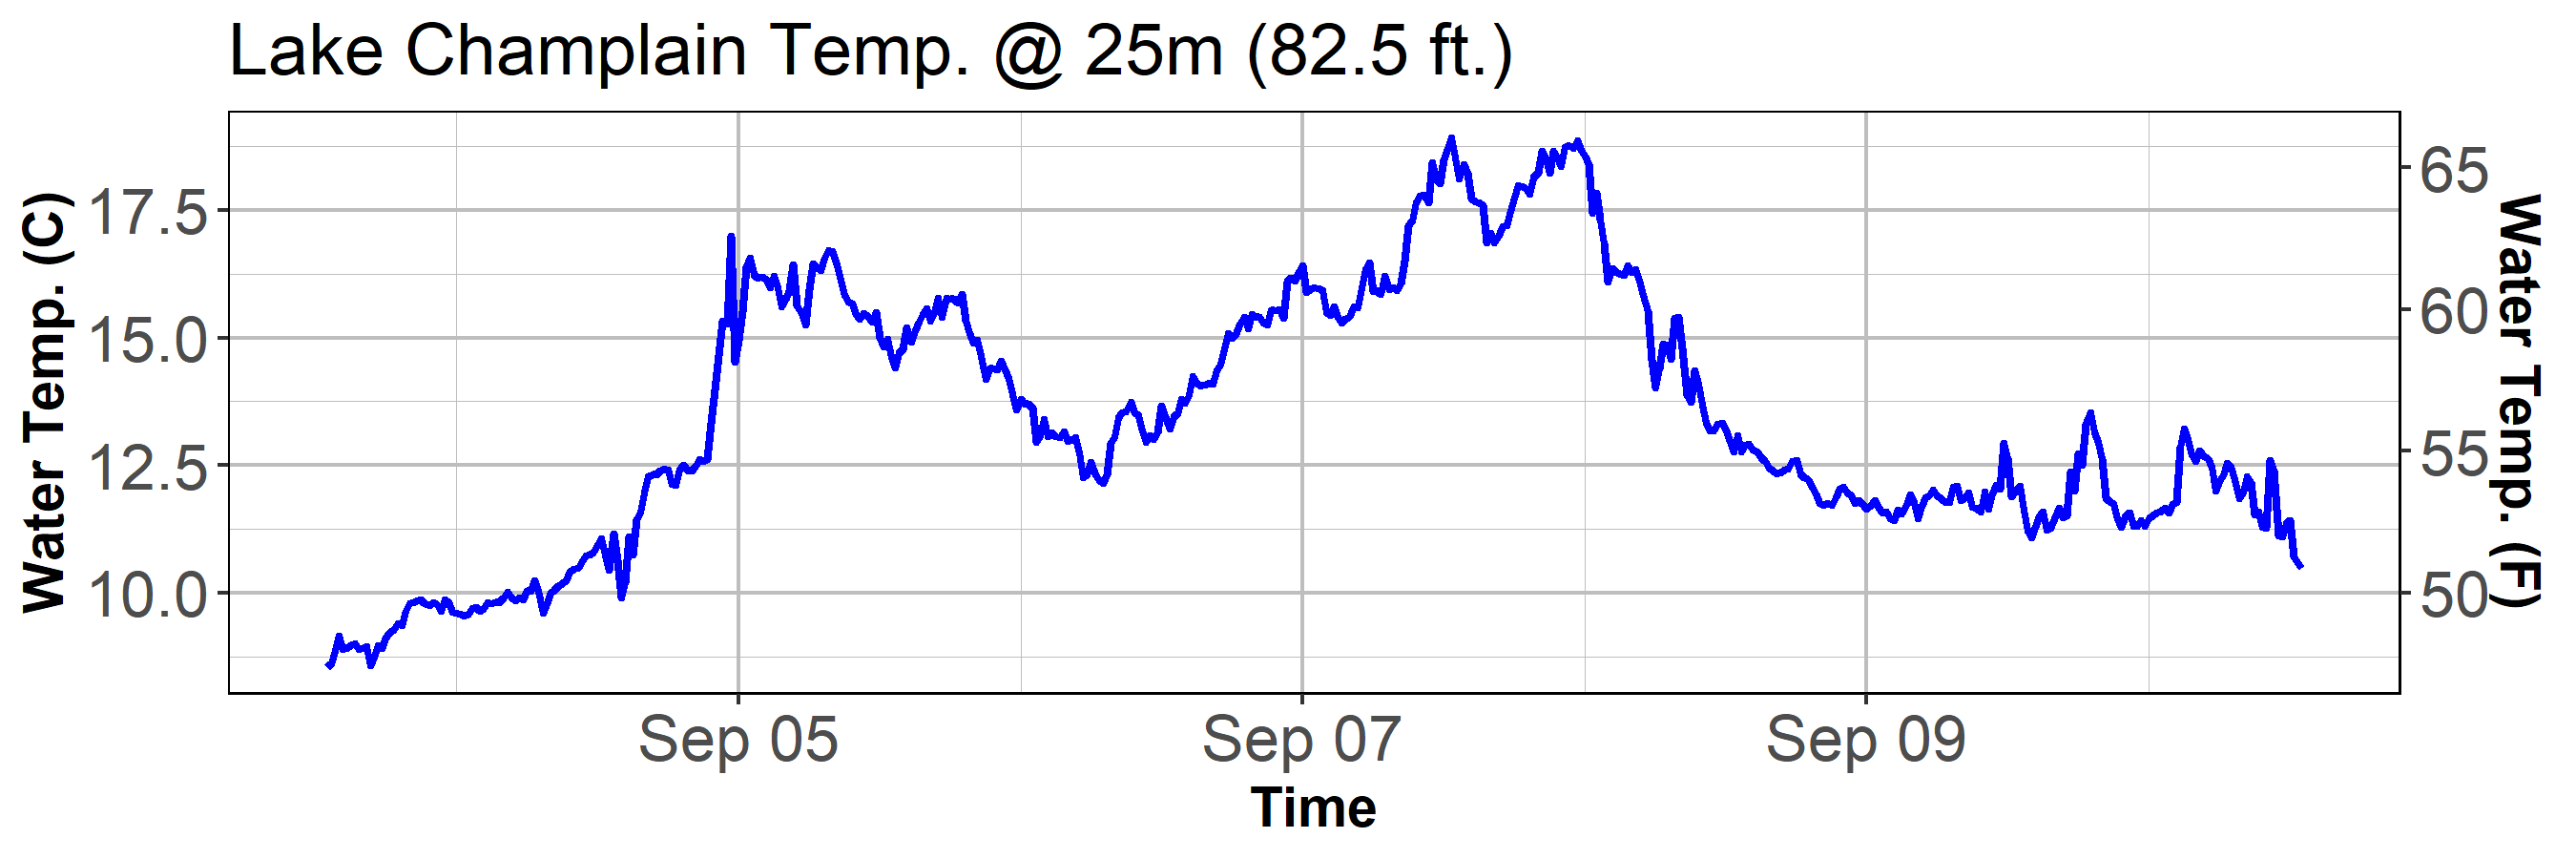 Lake Champlain Temp. @ 25m (82.5 ft.)
Water Temp. (C)
17.5
15.0
12.5
10.0
65
60
55
50
Water Temp. (F)
Sep 05 Sep 07 Sep 09
Time